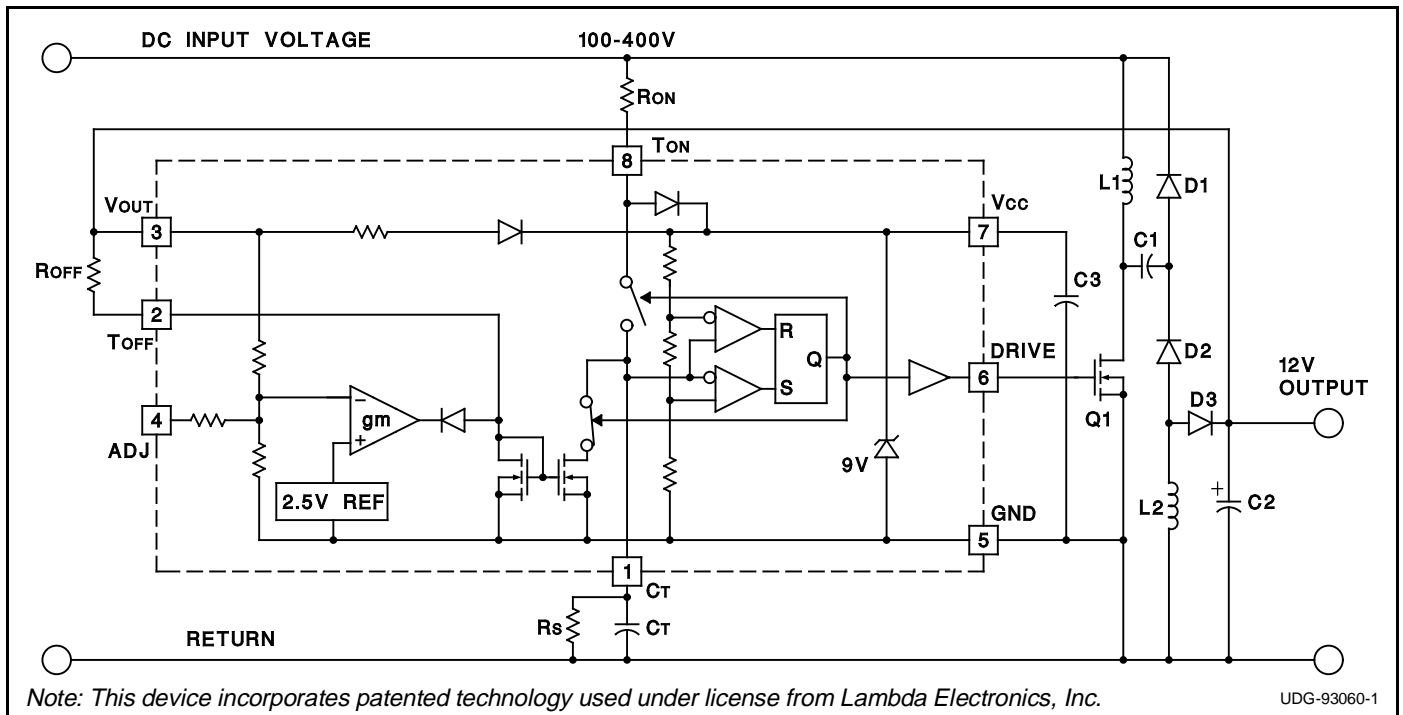 DC INPUT VOLTAGE 100-400V
RON
TON
8
L1 D1
VOUT
3
VCC
7
C1
ROFF
C3
2
TOFF
R
Q
S
DRIVE
6
D2
12V
OUTPUT
4
ADJ
−
gm
+
Q1
D3
2.5V REF
9V
GND
5
L2
+
C2
1
CT
RS
CT
RETURN
Note: This device incorporates patented technology used under license from Lambda Electronics, Inc.
UDG-93060-1